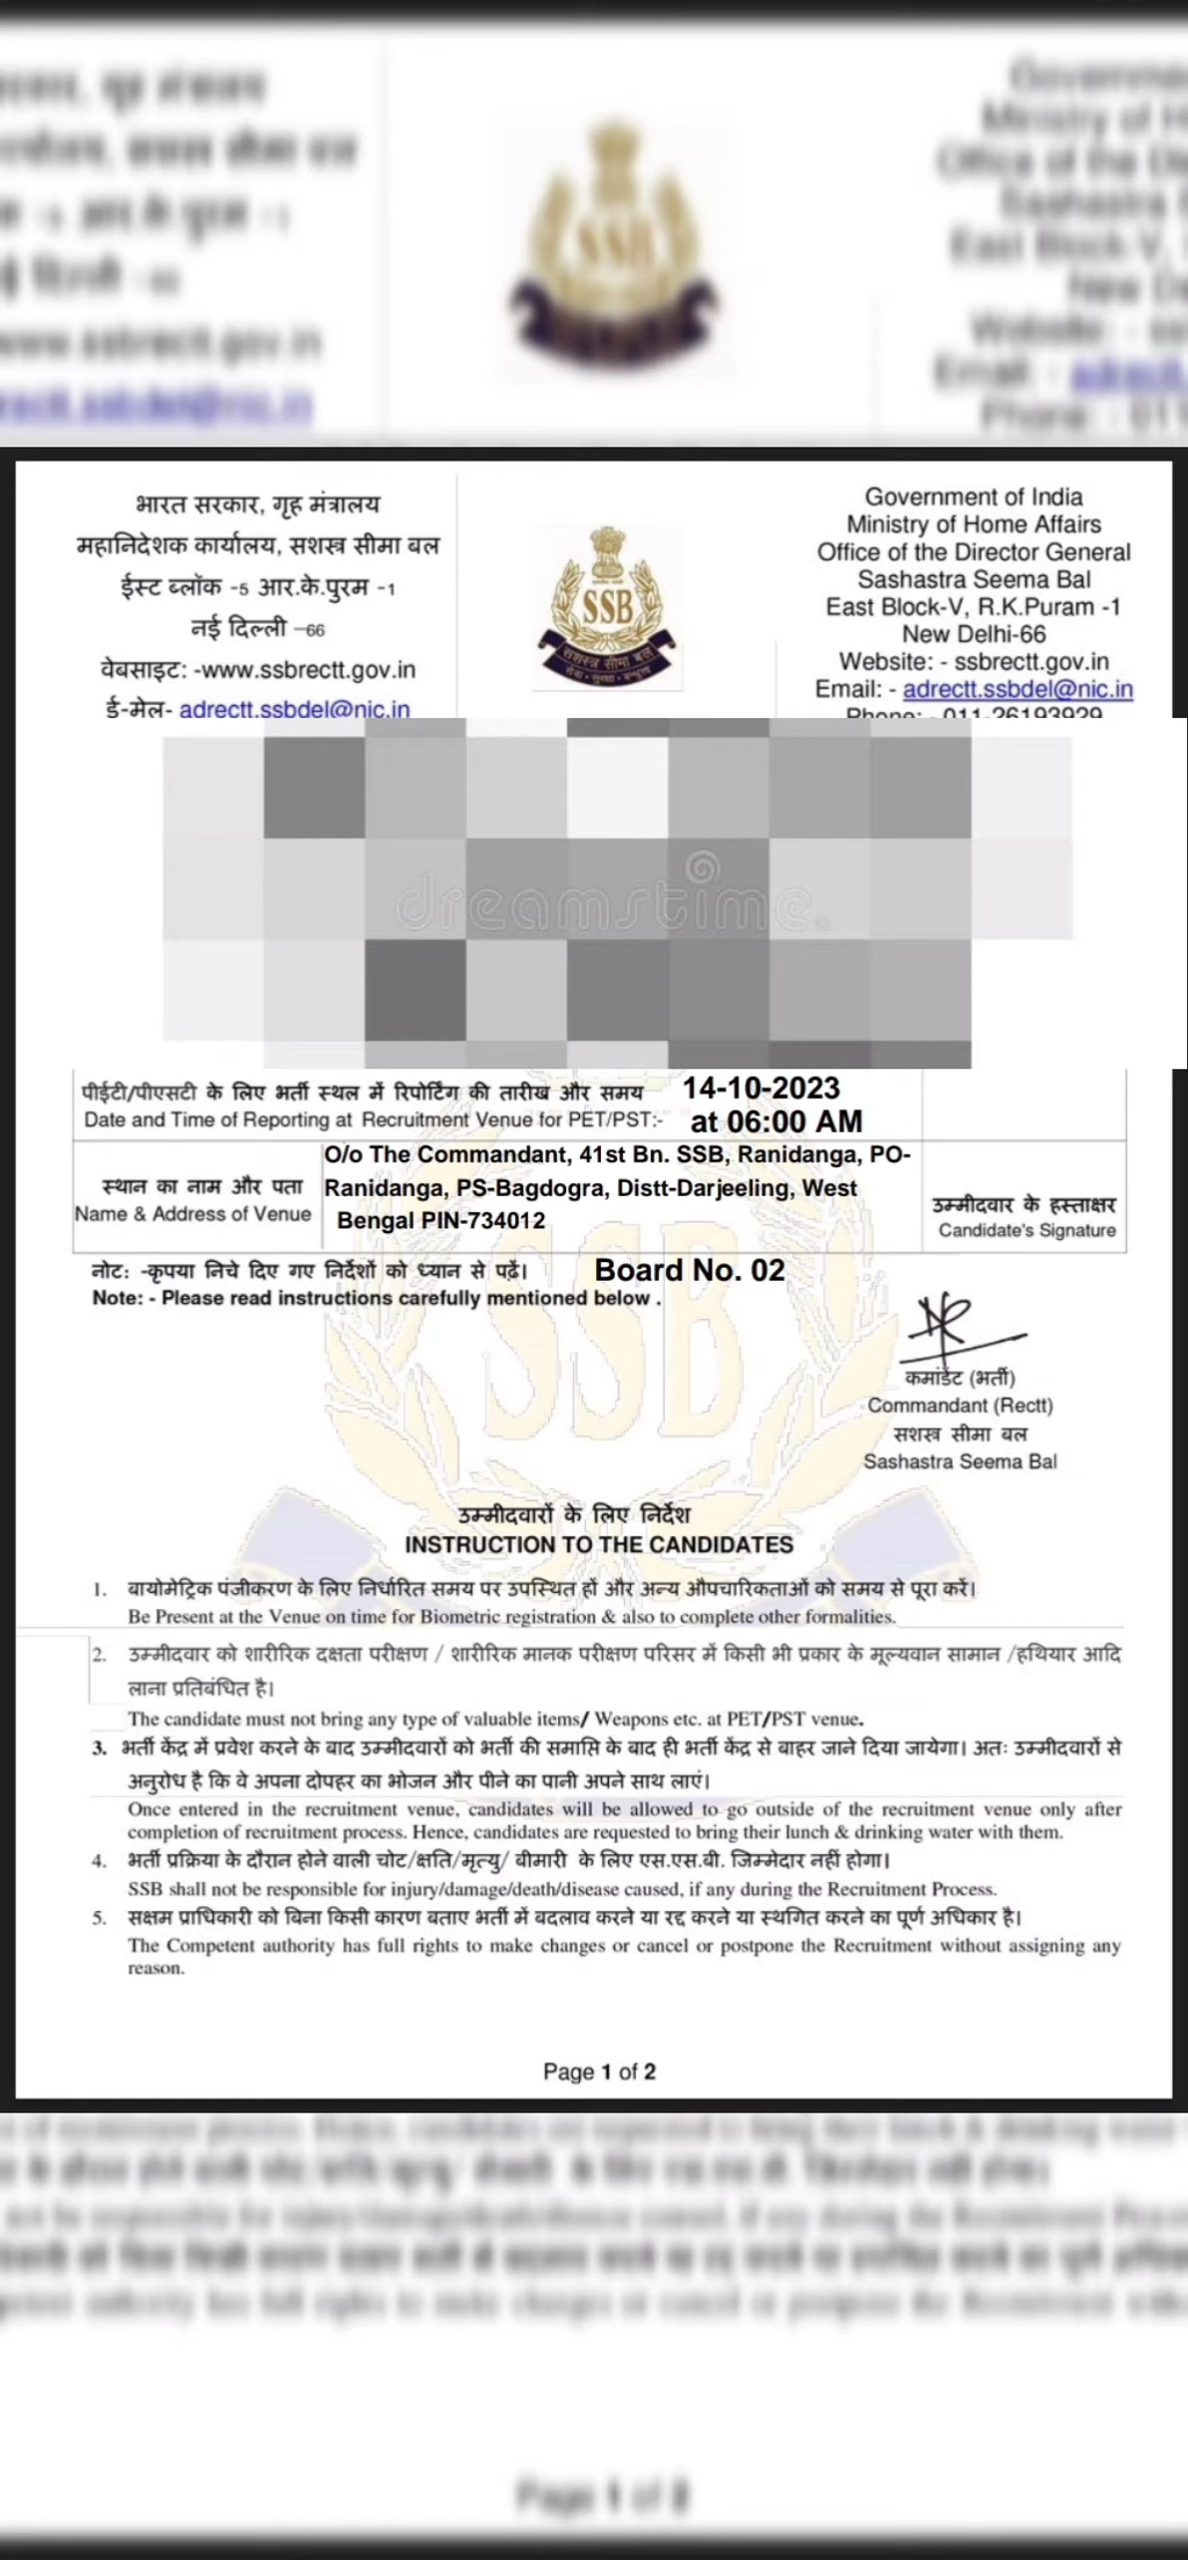 भारत सरकार, गृह मंत्रालय
महानिदेशक कार्यालय, सशस्त्र सीमा बल
ईस्ट ब्लॉक -5 आर.के.पुरम -1
नई दिल्ली –66
वेबसाइट: -www.ssbrectt.gov.in
ई-मेल- adrectt.ssbdel@nic.in
SSB
सशस्त्र सीमा बल
सेवा · सुरक्षा · बन्धुत्व
Government of India
Ministry of Home Affairs
Office of the Director General
Sashastra Seema Bal
East Block-V, R.K.Puram -1
New Delhi-66
Website: - ssbrectt.gov.in
Email: - adrectt.ssbdel@nic.in
Phone: - 011-26193929
dreamstime.
पीईटी/पीएसटी के लिए भर्ती स्थल में रिपोर्टिंग की तारीख और समय
Date and Time of Reporting at Recruitment Venue for PET/PST:-
14-10-2023
at 06:00 AM
स्थान का नाम और पता
Name & Address of Venue
O/o The Commandant, 41st Bn. SSB, Ranidanga, PO-
Ranidanga, PS-Bagdogra, Distt-Darjeeling, West
Bengal PIN-734012
उम्मीदवार के हस्ताक्षर
Candidate's Signature
नोट: -कृपया निचे दिए गए निर्देशों को ध्यान से पढ़ें।
Board No. 02
Note: - Please read instructions carefully mentioned below .
SSB
कमांडेंट (भर्ती)
Commandant (Rectt)
सशस्त्र सीमा बल
Sashastra Seema Bal
उम्मीदवारों के लिए निर्देश
INSTRUCTION TO THE CANDIDATES
1. बायोमेट्रिक पंजीकरण के लिए निर्धारित समय पर उपस्थित हों और अन्य औपचारिकताओं को समय से पूरा करें।
Be Present at the Venue on time for Biometric registration & also to complete other formalities.
2. उम्मीदवार को शारीरिक दक्षता परीक्षण / शारीरिक मानक परीक्षण परिसर में किसी भी प्रकार के मूल्यवान सामान /हथियार आदि
लाना प्रतिबंधित है।
The candidate must not bring any type of valuable items/ Weapons etc. at PET/PST venue.
3. भर्ती केंद्र में प्रवेश करने के बाद उम्मीदवारों को भर्ती की समाप्ति के बाद ही भर्ती केंद्र से बाहर जाने दिया जायेगा। अतः उम्मीदवारों से
अनुरोध है कि वे अपना दोपहर का भोजन और पीने का पानी अपने साथ लाएं।
Once entered in the recruitment venue, candidates will be allowed to go outside of the recruitment venue only after
completion of recruitment process. Hence, candidates are requested to bring their lunch & drinking water with them.
4. भर्ती प्रक्रिया के दौरान होने वाली चोट/क्षति/मृत्यु/ बीमारी के लिए एस.एस.बी. जिम्मेदार नहीं होगा।
SSB shall not be responsible for injury/damage/death/disease caused, if any during the Recruitment Process.
5. सक्षम प्राधिकारी को बिना किसी कारण बताए भर्ती में बदलाव करने या रद्द करने या स्थगित करने का पूर्ण अधिकार है।
The Competent authority has full rights to make changes or cancel or postpone the Recruitment without assigning any
reason.
Page 1 of 2